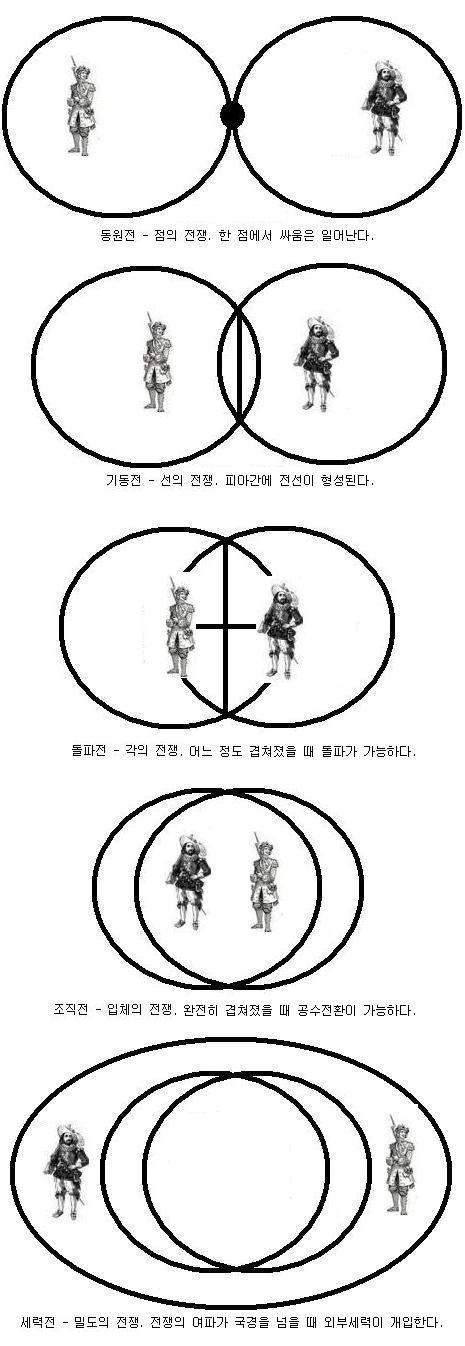 동원전 - 점의 전쟁. 한 점에서 싸움은 일어난다.
기동전 - 선의 전쟁. 피아간에 전선이 형성된다.
돌파전 - 각의 전쟁. 어느 정도 겹쳐졌을 때 돌파가 가능하다.
조직전 - 입체의 전쟁. 완전히 겹쳐졌을 때 공수전환이 가능하다.
세력전 - 밀도의 전쟁. 전쟁의 여파가 국경을 넘을 때 외부세력이 개입한다.